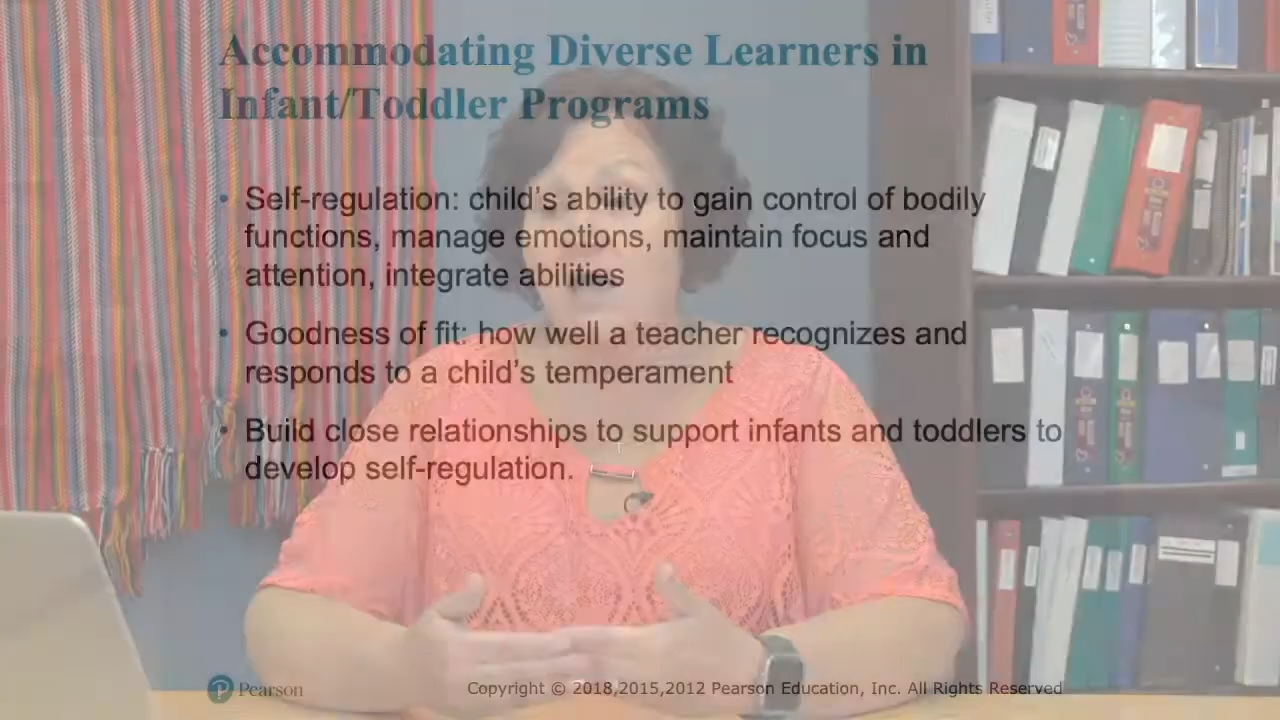 Accommodating Diverse Learners in
Infant/Toddler Programs
• Self-regulation: child's ability to gain control of bodily
functions, manage emotions, maintain focus and
attention, integrate abilities
• Goodness of fit: how well a teacher recognizes and
responds to a child's temperament
• Build close relationships to support infants and toddlers to
develop self-regulation.
Pearson
Copyright © 2018,2015,2012 Pearson Education, Inc. All Rights Reserved